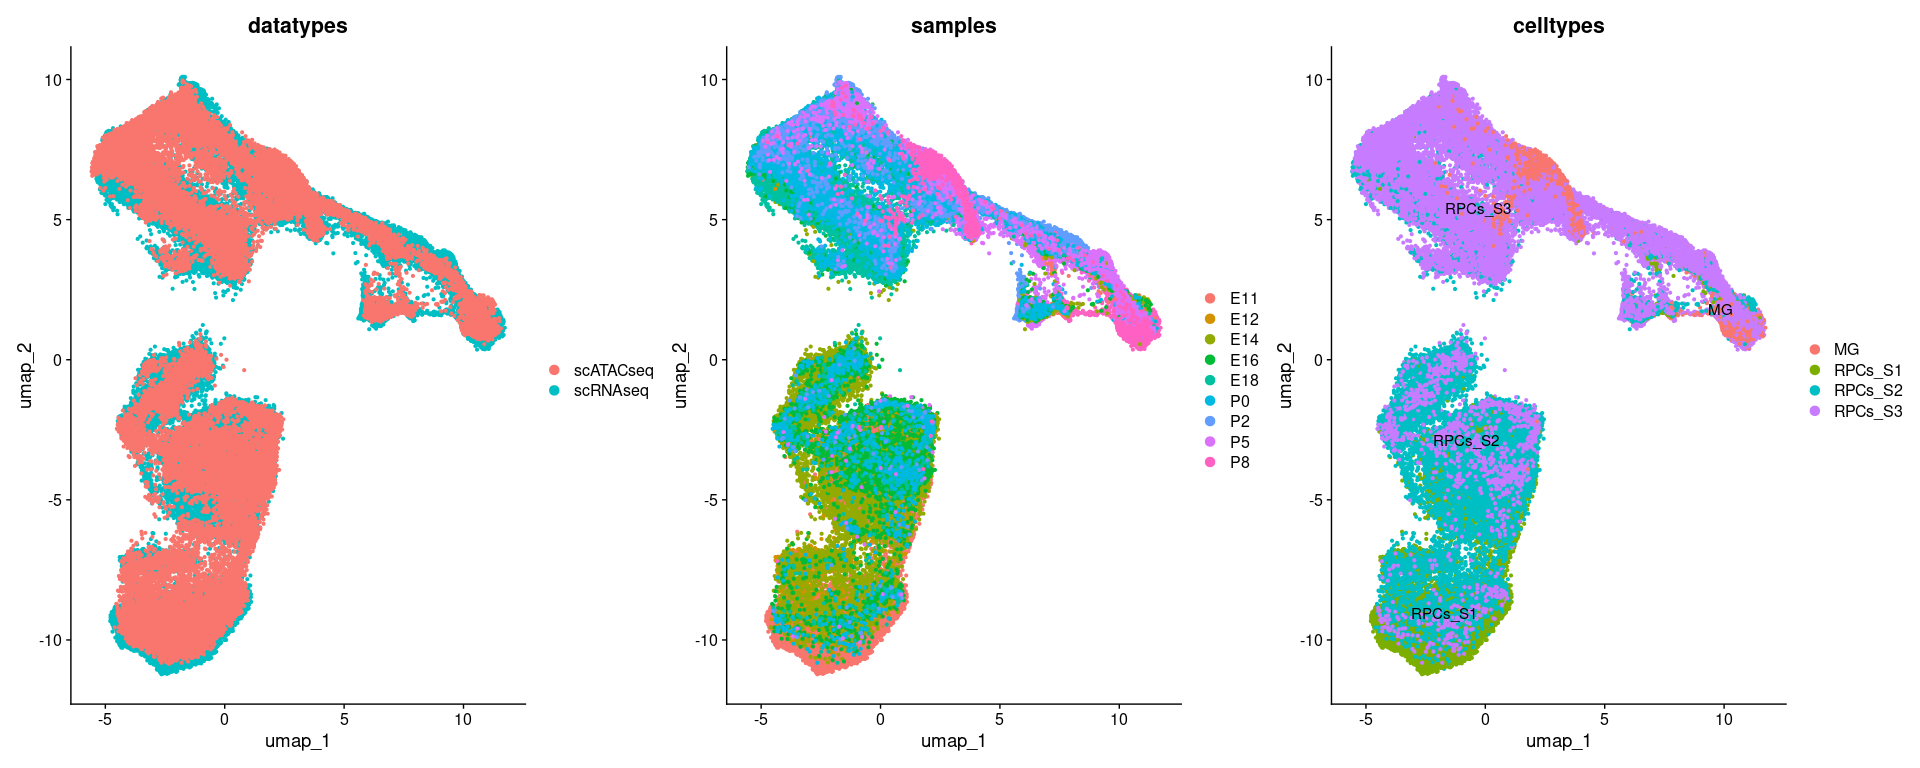 datatypes
10
5
0
-5
-10
umap_2
-5
0
5
10
umap_1
scATACseq
scRNAseq
samples
10
5
0
-5
-10
umap_2
-5
0
5
10
umap_1
E11
E12
E14
E16
E18
P0
P2
P5
P8
celltypes
10
5
0
-5
-10
umap_2
RPCs_S3
MG
RPCs_S2
RPCs_S1
-5
0
5
10
umap_1
MG
RPCs_S1
RPCs_S2
RPCs_S3